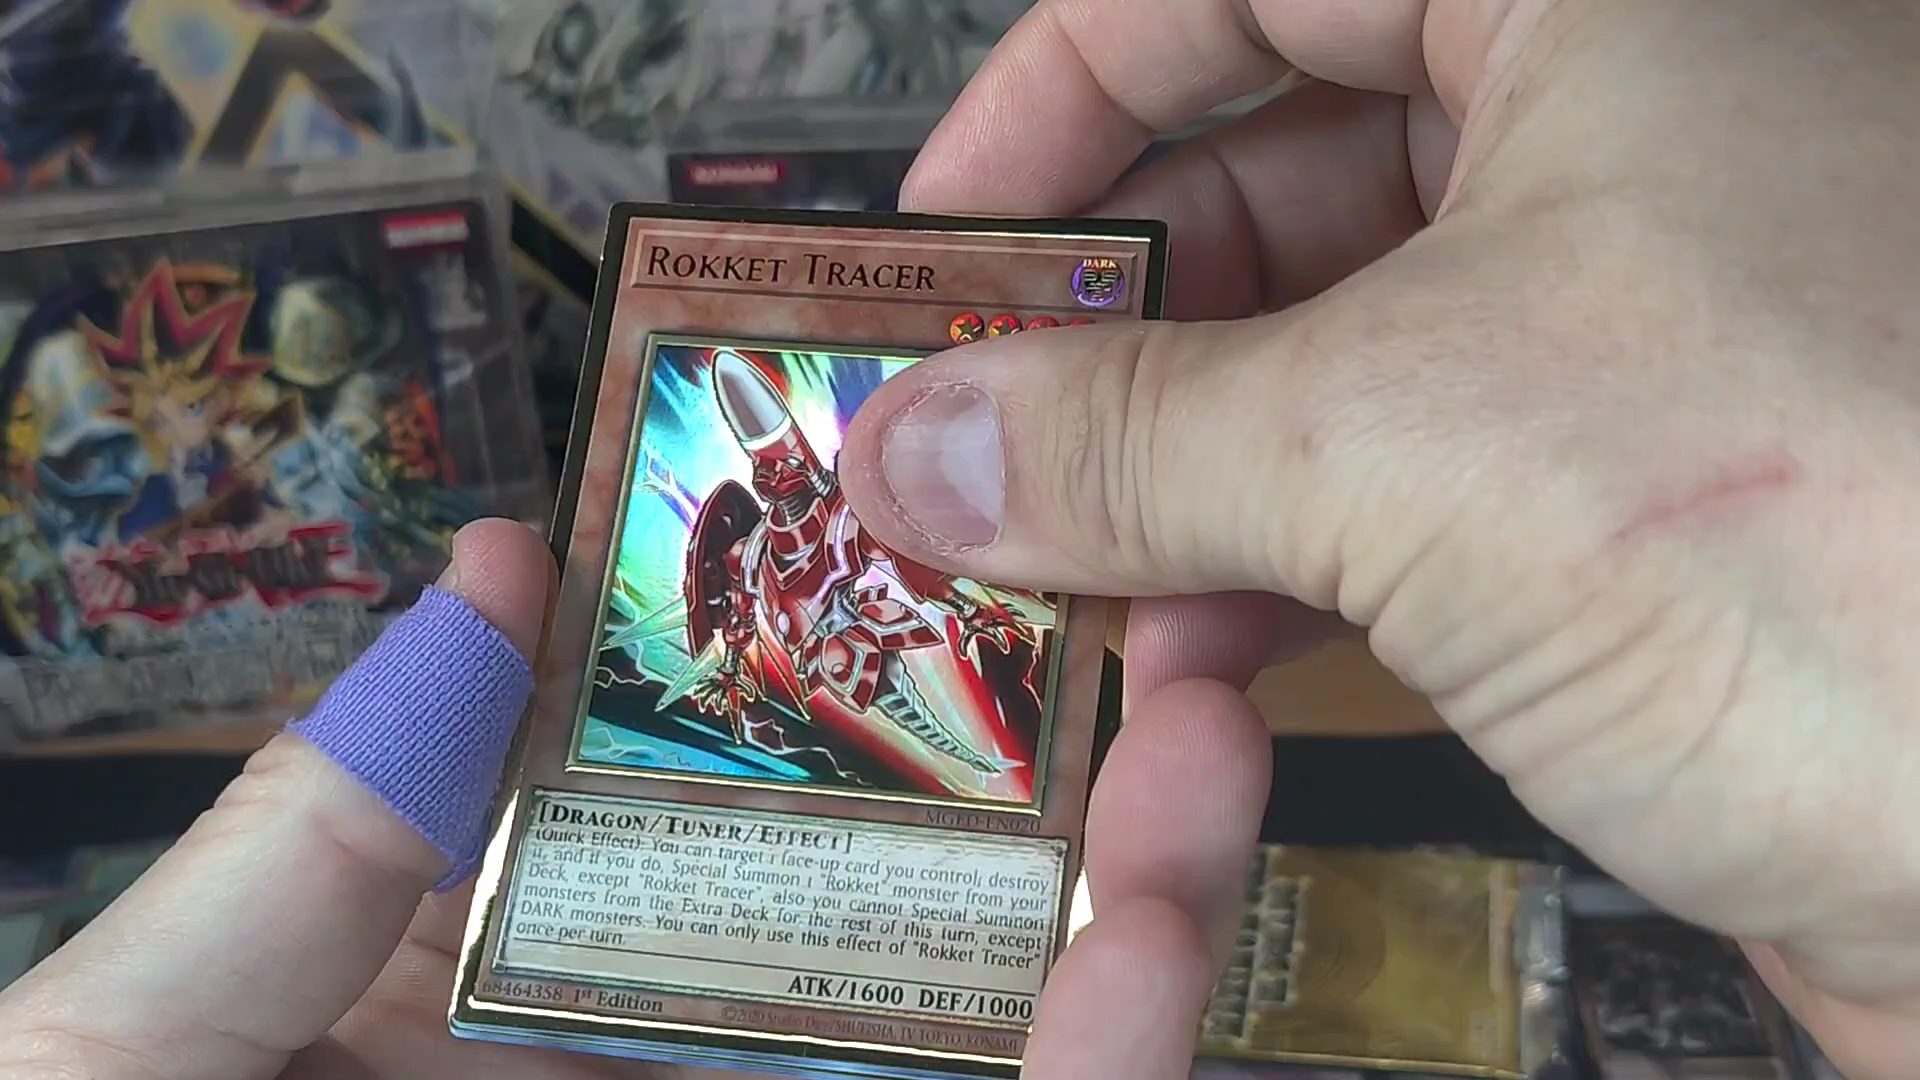 ROKKET TRACER
DARK
MGED-EN020
[DRAGON/TUNER/EFFECT]
(Quick Effect): You can target 1 face-up card you control; destroy
it, and if you do, Special Summon 1 "Rokket" monster from your
Deck, except "Rokket Tracer", also you cannot Special Summon
monsters from the Extra Deck for the rest of this turn, except
DARK monsters. You can only use this effect of "Rokket Tracer"
once per turn.
ATK/1600 DEF/1000
68464358 1st Edition
©2020 Studio Dice/SHUEISHA, TV TOKYO, KONAMI